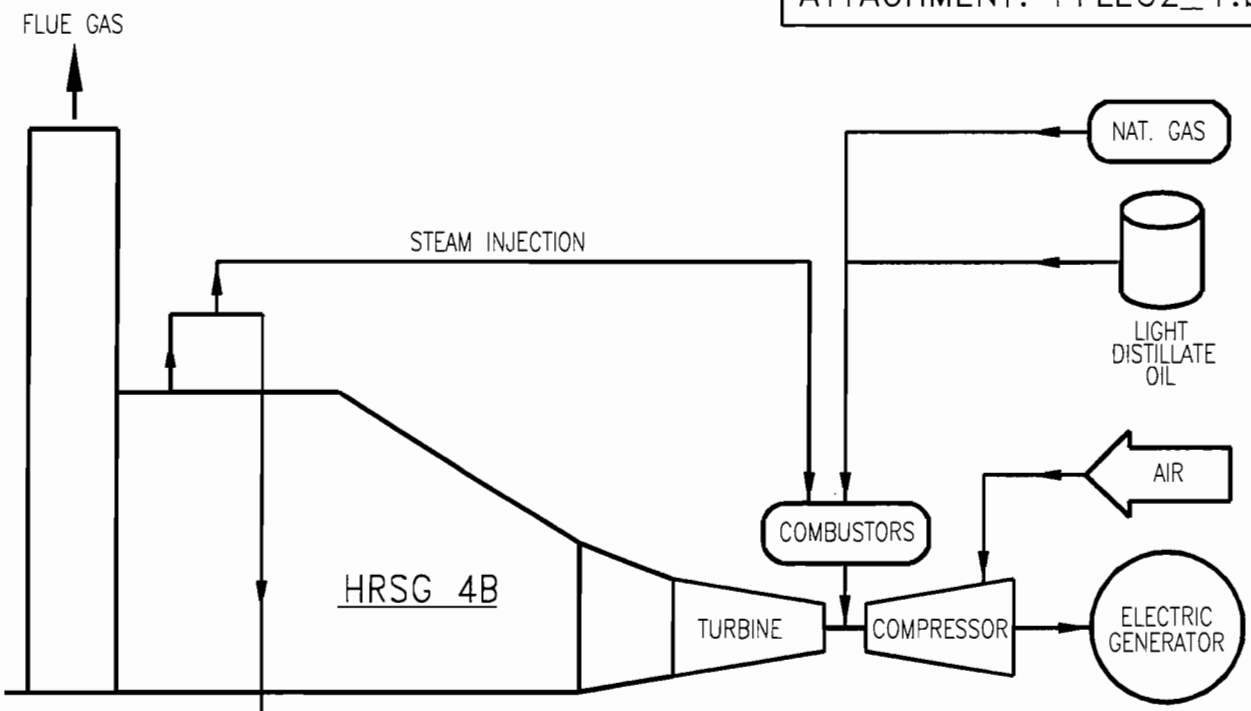 FLUE GAS
NAT. GAS
STEAM INJECTION
LIGHT
DISTILLATE
OIL
AIR
COMBUSTORS
HRSG 4B
TURBINE
COMPRESSOR
ELECTRIC
GENERATOR